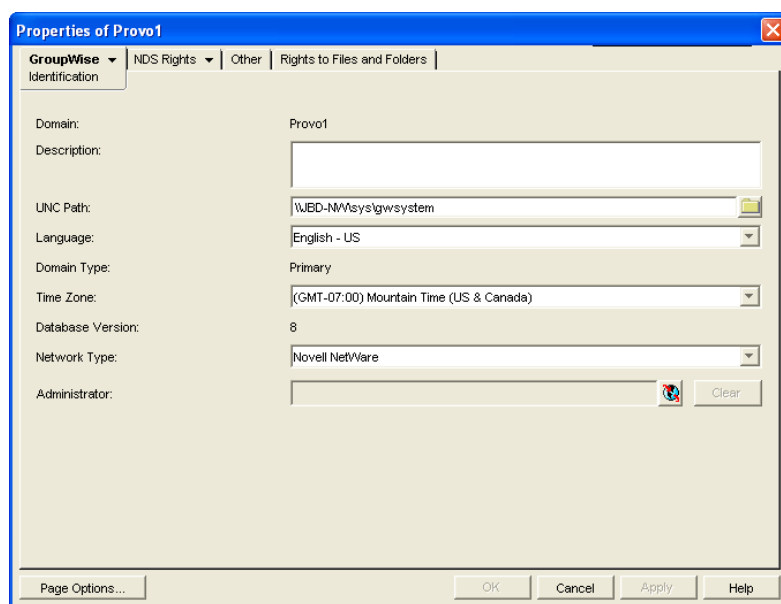 Properties of Provo1
GroupWise NDS Rights Other Rights to Files and Folders
Identification
Domain: Provo1
Description:
UNC Path: \\JBD-NW\sys\gwsystem
Language: English - US
Domain Type: Primary
Time Zone: (GMT-07:00) Mountain Time (US & Canada)
Database Version: 8
Network Type: Novell NetWare
Administrator: Clear
Page Options... OK Cancel Apply Help